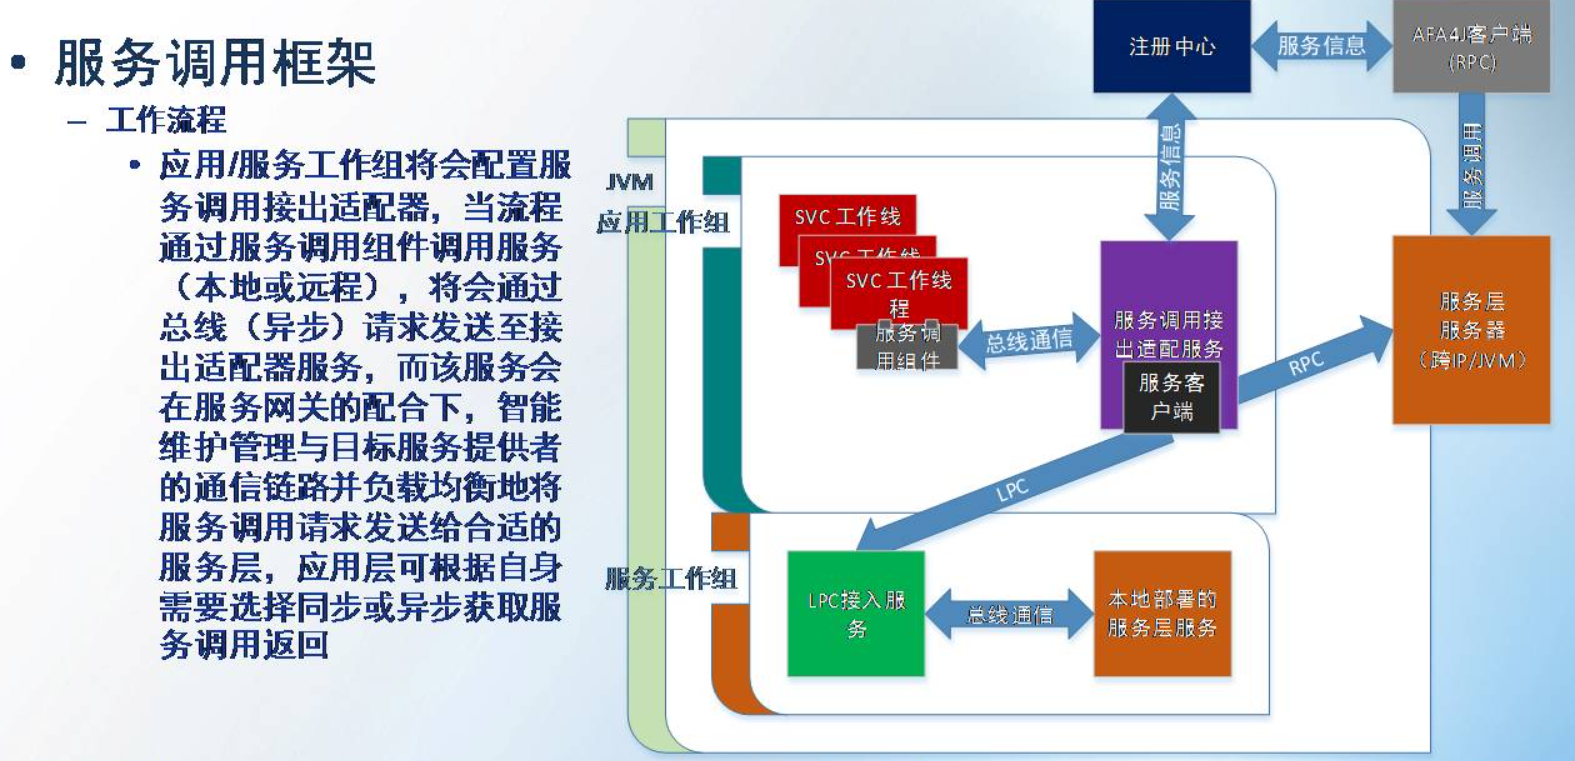 • 服务调用框架
– 工作流程
• 应用/服务工作组将会配置服
务调用接出适配器，当流程
通过服务调用组件调用服务
（本地或远程），将会通过
总线（异步）请求发送至接
出适配器服务，而该服务会
在服务网关的配合下，智能
维护管理与目标服务提供者
的通信链路并负载均衡地将
服务调用请求发送给合适的
服务层，应用层可根据自身
需要选择同步或异步获取服
务调用返回
注册中心
服务信息
AFA4J客户端
(RPC)
服务信息
服务调用
JVM
应用工作组
SVC 工作线
SVC 工作线
SVC 工作线
程
服务调
用组件
总线通信
服务调用接
出适配服务
服务客
户端
RPC
服务层
服务器
（跨IP/JVM）
LPC
服务工作组
LPC接入服
务
总线通信
本地部署的
服务层服务